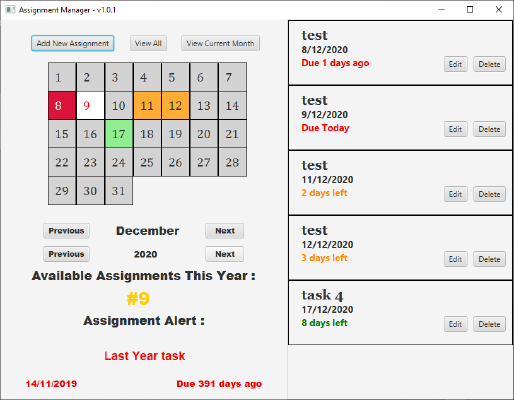 Assignment Manager - v1.0.1
Add New Assignment View All View Current Month
1 2 3 4 5 6 7
8 9 10 11 12 13 14
15 16 17 18 19 20 21
22 23 24 25 26 27 28
29 30 31
Previous December Next
Previous 2020 Next
Available Assignments This Year :
#9
Assignment Alert :
Last Year task
14/11/2019 Due 391 days ago
test
8/12/2020
Due 1 days ago Edit Delete
test
9/12/2020
Due Today Edit Delete
test
11/12/2020
2 days left Edit Delete
test
12/12/2020
3 days left Edit Delete
task 4
17/12/2020
8 days left Edit Delete